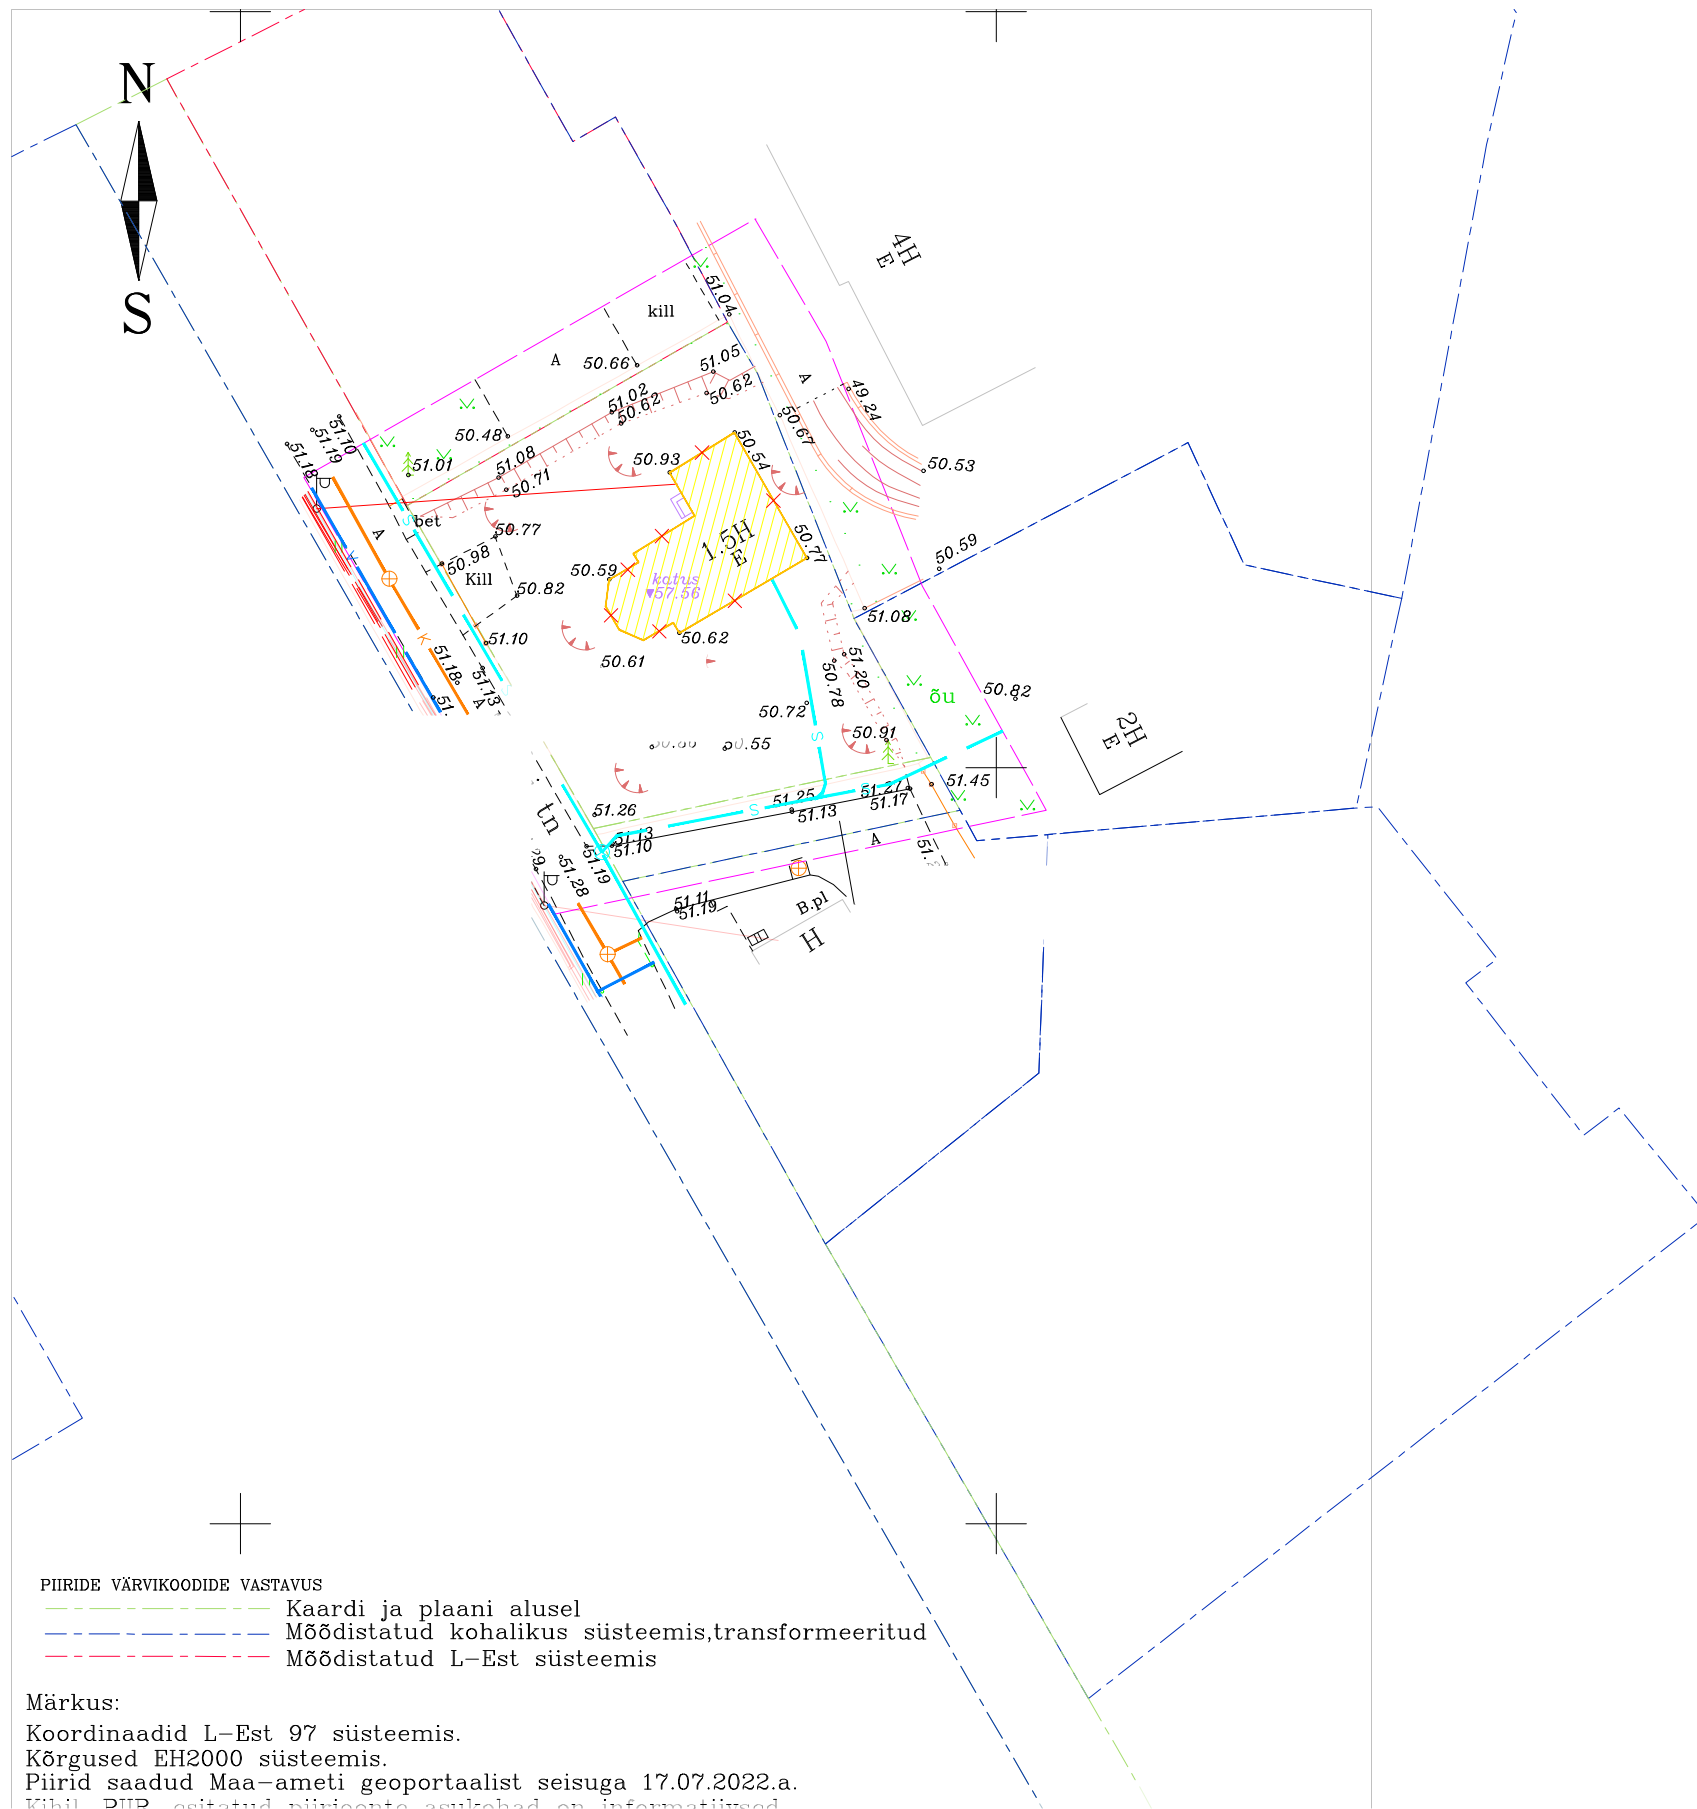 N
S
4H
E
51.04
kill
A
50.66
51.05
50.62
A
49.24
51.02
50.62
50.67
50.48
51.70
51.19
51.18
51.01
51.08
50.71
50.93
50.54
50.53
S
bet
A
50.77
50.98
1.5H
E
50.77
K
Kill
50.59
katus
57.56
50.59
50.82
51.08
K
51.10
50.62
50.61
51.18
51.13
A
51.
51.20
50.78
50.82
õu
50.72
S
2H
E
50.91
50.55
51.45
51.27
51.17
51.25
51.13
S
51.26
tn
51.13
51.10
51.19
51.28
A
51.11
51.19
B.pl
H
PIIRIDE VÄRVIKOODIDE VASTAVUS
Kaardi ja plaani alusel
Mõõdistatud kohalikus süsteemis,transformeeritud
Mõõdistatud L-Est süsteemis
Märkus:
Koordinaadid L-Est 97 süsteemis.
Kõrgused EH2000 süsteemis.
Piirid saadud Maa-ameti geoportaalist seisuga 17.07.2022.a.